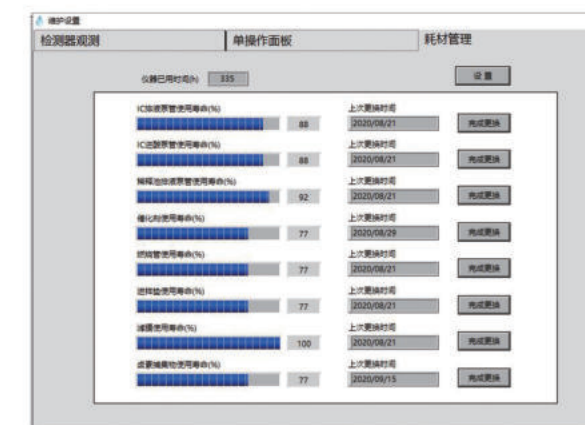 维护设置
检测器观测 单操作面板 耗材管理
仪器已用时间(h) 335 设置
IC排液泵管使用寿命(%) 上次更换时间
88 2020/08/21 完成更换
IC进酸泵管使用寿命(%) 上次更换时间
88 2020/08/21 完成更换
稀释池排液泵管使用寿命(%) 上次更换时间
92 2020/08/21 完成更换
催化剂使用寿命(%) 上次更换时间
77 2020/08/29 完成更换
燃烧管使用寿命(%) 上次更换时间
77 2020/08/21 完成更换
进样垫使用寿命(%) 上次更换时间
77 2020/08/21 完成更换
滤膜使用寿命(%) 上次更换时间
100 2020/08/21 完成更换
卤素捕集物使用寿命(%) 上次更换时间
77 2020/09/15 完成更换